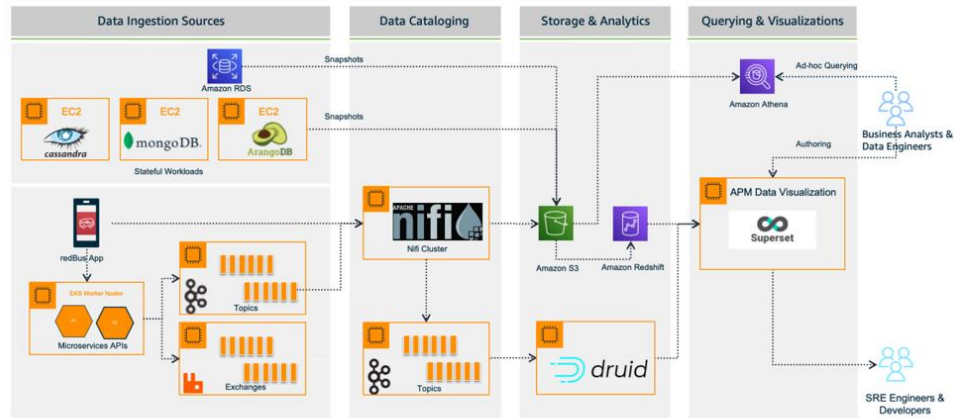 Data Ingestion Sources
Data Cataloging
Storage & Analytics
Querying & Visualizations
Snapshots
Amazon RDS
Ad-hoc Querying
Amazon Athena
EC2
EC2
EC2
cassandra
mongoDB.
ArangoDB
Snapshots
Stateful Workloads
Business Analysts &
Data Engineers
Authoring
APM Data Visualization
Superset
APACHE
nifi
Nifi Cluster
redBus App
Amazon S3
Amazon Redshift
EKS Worker Nodes
Microservices APIs
Topics
Exchanges
Topics
druid
SRE Engineers &
Developers